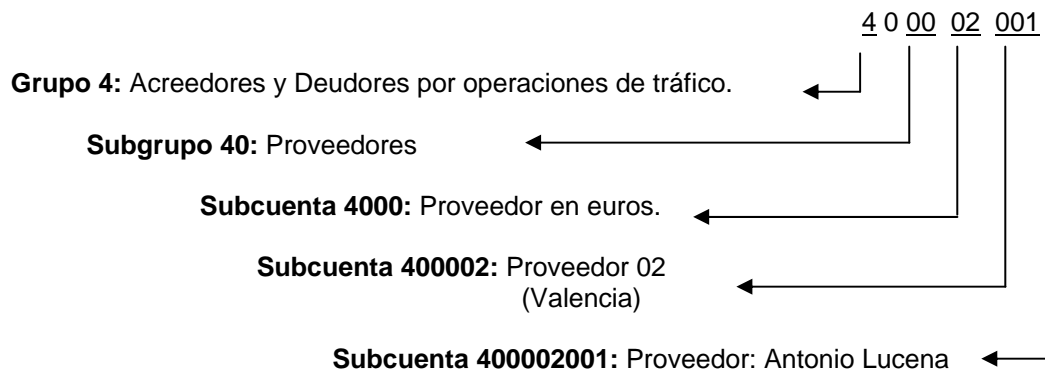 4 0 00 02 001
Grupo 4: Acreedores y Deudores por operaciones de tráfico.
Subgrupo 40: Proveedores
Subcuenta 4000: Proveedor en euros.
Subcuenta 400002: Proveedor 02
(Valencia)
Subcuenta 400002001: Proveedor: Antonio Lucena